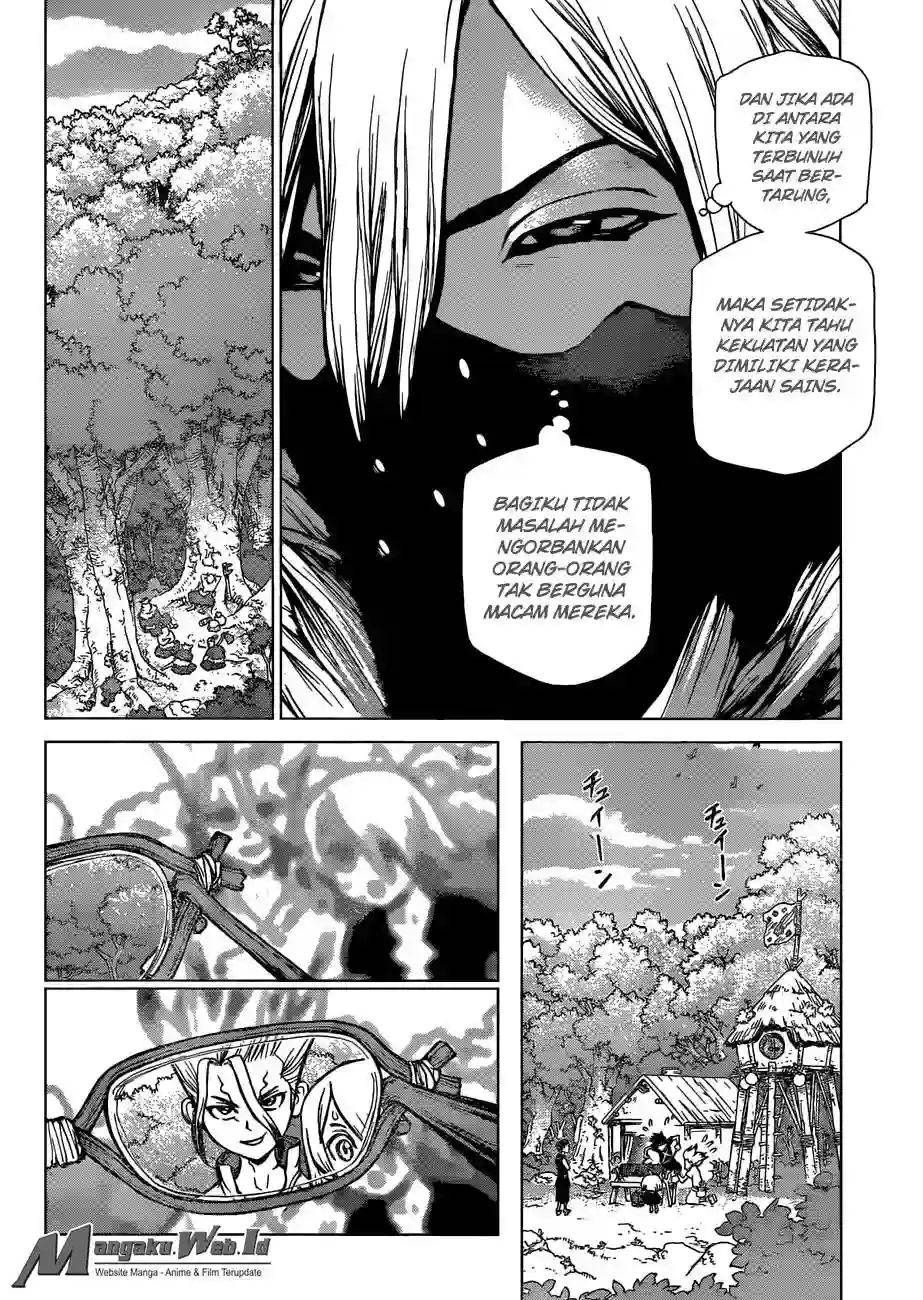 DAN JIKA ADA
DI ANTARA
KITA YANG
TERBUNUH
SAAT BER-
TARUNG,
MAKA SETIDAK-
NYA KITA TAHU
KEKUATAN YANG
DIMILIKI KERA-
JAAN SAINS.
BAGIKU TIDAK
MASALAH ME-
NGORBANKAN
ORANG-ORANG
TAK BERGUNA
MACAM MEREKA.
チュイーン
チュイーン
Mangaku.Web.Id
Website Manga - Anime & Film Terupdate